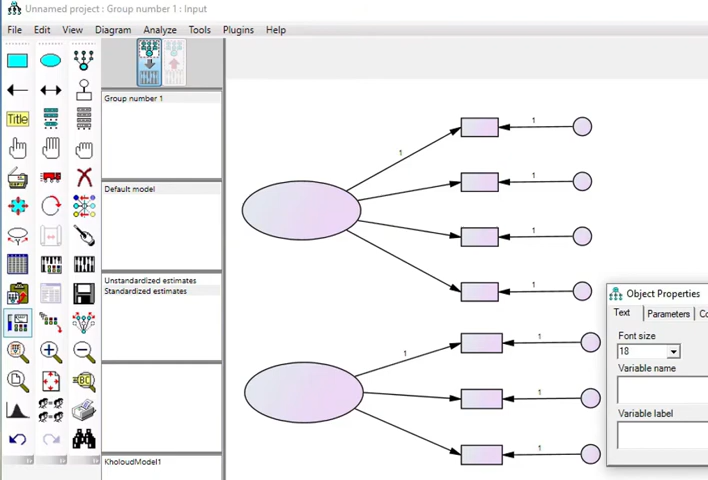 Unnamed project : Group number 1 : Input
File Edit View Diagram Analyze Tools Plugins Help
Title
Group number 1
Default model
Unstandardized estimates
Standardized estimates
KholoudModel1
1
1
1
1
1
1
1
1
1
Object Properties
Text Parameters Co
Font size
18
Variable name
Variable label
ABC